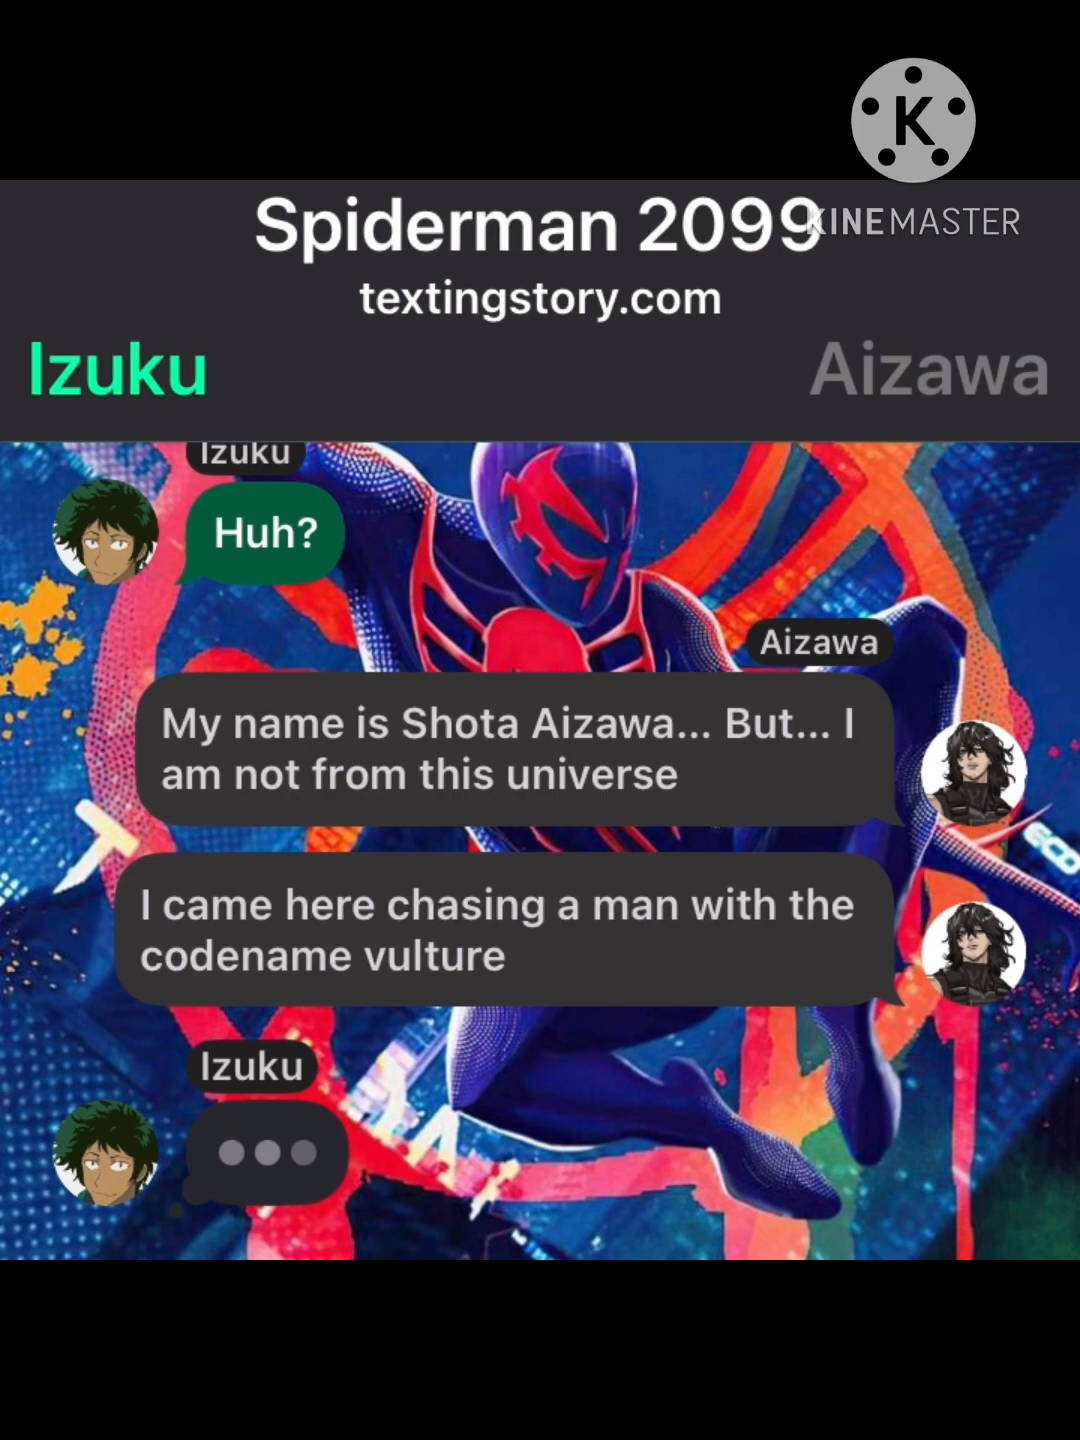 K
KINEMASTER
Spiderman 2099
textingstory.com
Izuku
Aizawa
Izuku
Huh?
Aizawa
My name is Shota Aizawa... But... I
am not from this universe
I came here chasing a man with the
codename vulture
Izuku